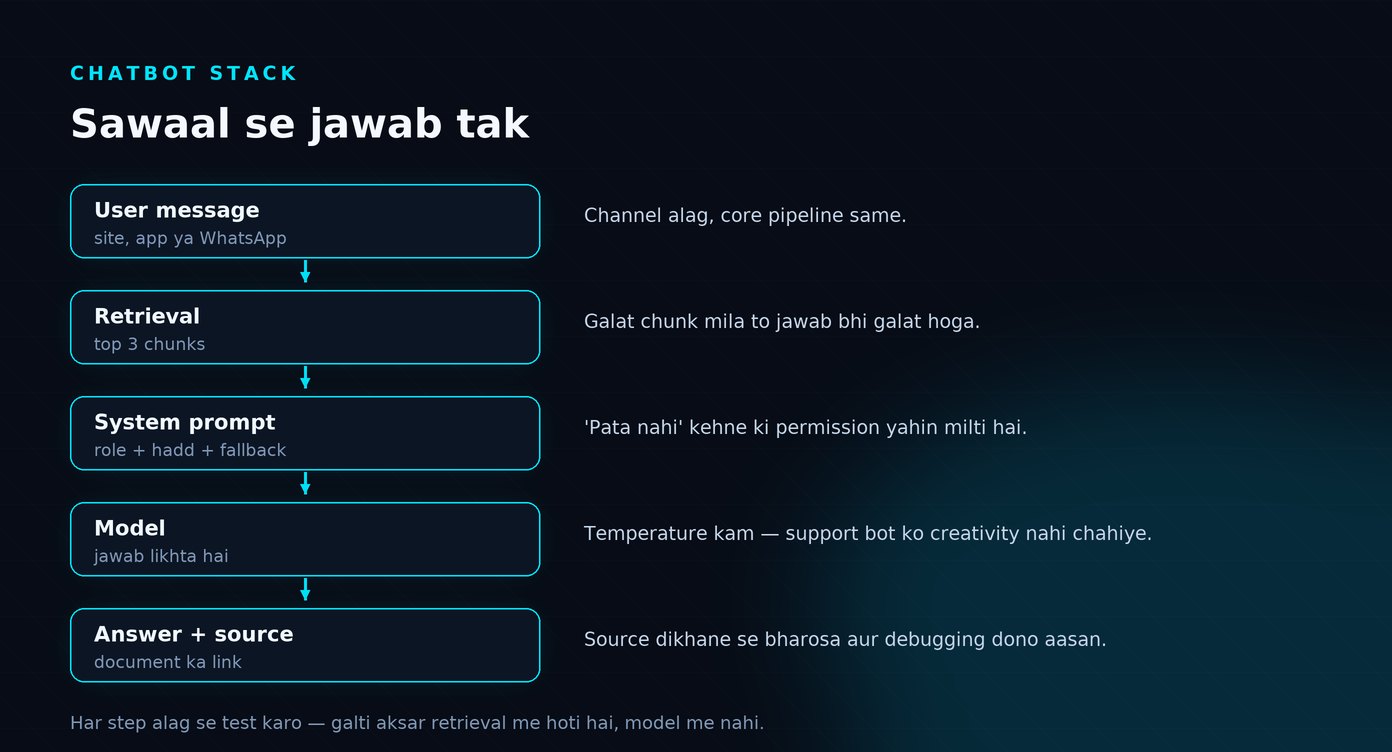 CHATBOT STACK
Sawaal se jawab tak
User message
site, app ya WhatsApp
Channel alag, core pipeline same.
Retrieval
top 3 chunks
Galat chunk mila to jawab bhi galat hoga.
System prompt
role + hadd + fallback
'Pata nahi' kehne ki permission yahin milti hai.
Model
jawab likhta hai
Temperature kam — support bot ko creativity nahi chahiye.
Answer + source
document ka link
Source dikhane se bharosa aur debugging dono aasan.
Har step alag se test karo — galti aksar retrieval me hoti hai, model me nahi.